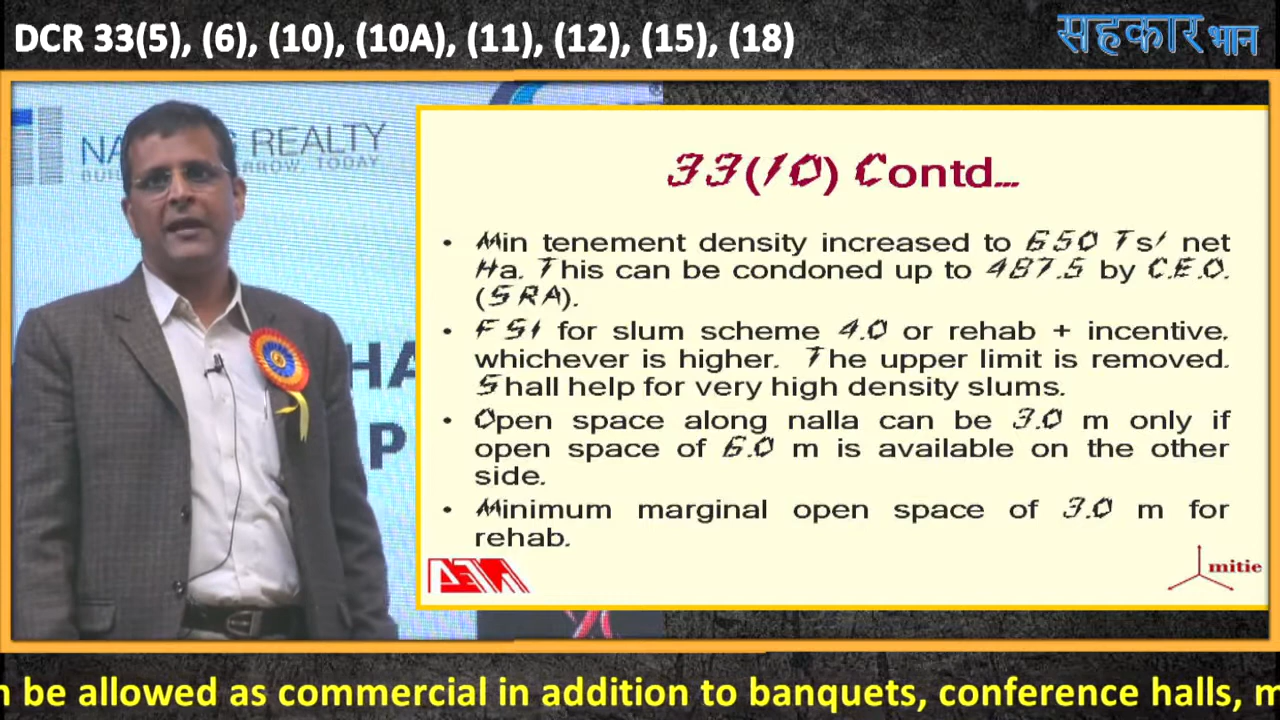 DCR 33(5), (6), (10), (10A), (11), (12), (15), (18)
सहकार भान
REALTY
TODAY
33(10) Contd...
• Min tenement density increased to 650 Ts/ net
Ha. This can be condoned up to 487.5 by C.E.O.
(SRA).
• FSI for slum scheme 4.0 or rehab + incentive,
whichever is higher. The upper limit is removed.
Shall help for very high density slums.
• Open space along nalla can be 3.0 m only if
open space of 6.0 m is available on the other
side.
• Minimum marginal open space of 3.0 m for
rehab.
mitie
be allowed as commercial in addition to banquets, conference halls,